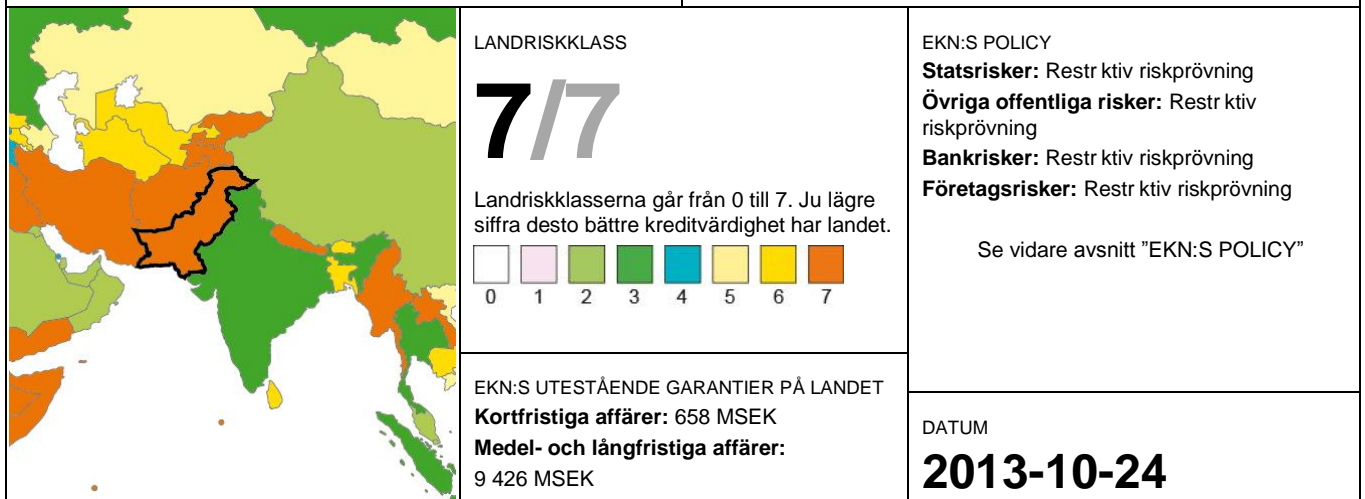 LANDRISKKLASS
7/7
Landriskklasserna går från 0 till 7. Ju lägre
siffra desto bättre kreditvärdighet har landet.
0 1 2 3 4 5 6 7
EKN:S UTESTÅENDE GARANTIER PÅ LANDET
Kortfristiga affärer: 658 MSEK
Medel- och långfristiga affärer:
9 426 MSEK
EKN:S POLICY
Statsrisker: Restr ktiv riskprövning
Övriga offentliga risker: Restr ktiv
riskprövning
Bankrisker: Restr ktiv riskprövning
Företagsrisker: Restr ktiv riskprövning
Se vidare avsnitt ”EKN:S POLICY”
DATUM
2013-10-24